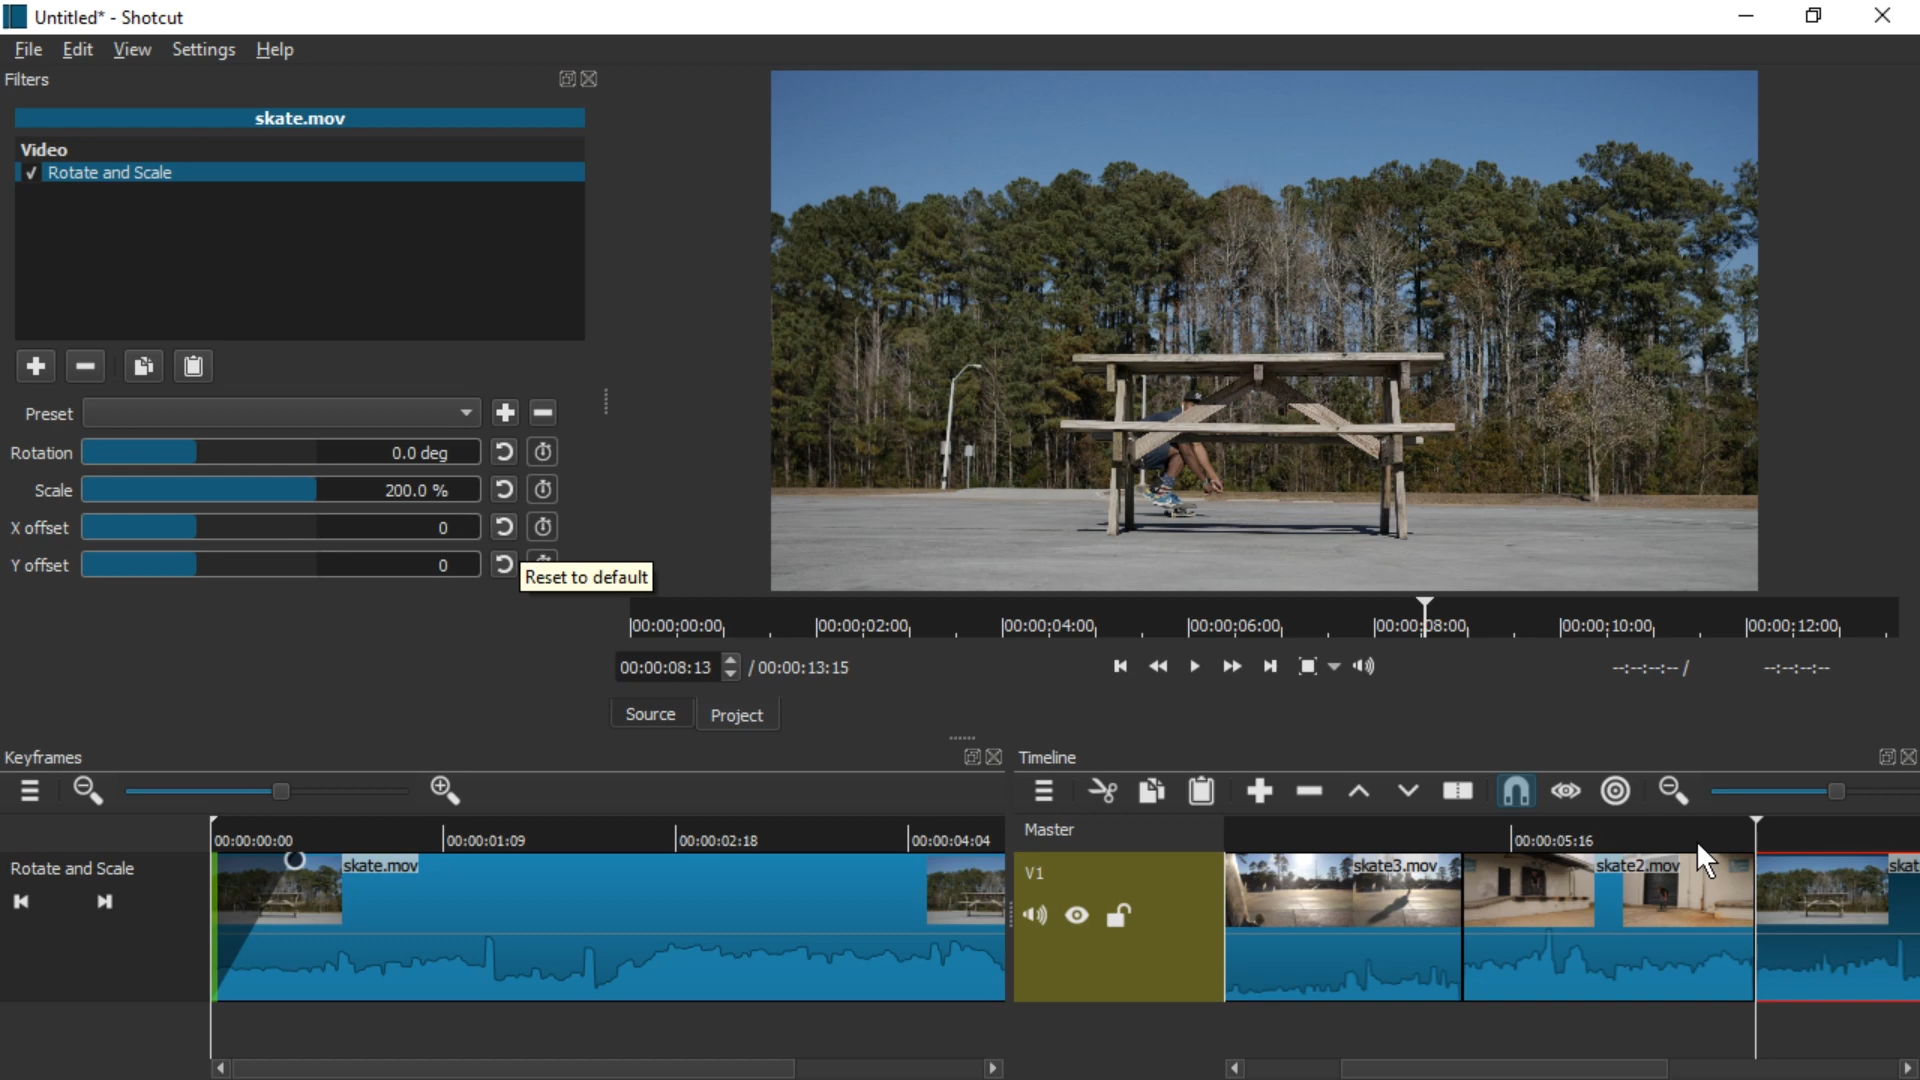 Untitled* - Shotcut
File Edit View Settings Help
Filters
skate.mov
Video
✓ Rotate and Scale
Preset
Rotation 0.0 deg
Scale 200.0 %
X offset 0
Y offset 0
Reset to default
00:00:00:00 00:00:02:00 00:00:04:00 00:00:06:00 00:00:08:00 00:00:10:00 00:00:12:00
00:00:08:13 / 00:00:13:15 --:--:--:-- / --:--:--:--
Source Project
Keyframes
00:00:00:00 00:00:01:09 00:00:02:18 00:00:04:04
Rotate and Scale
skate.mov
Timeline
Master
00:00:05:16
V1
skate3.mov skate2.mov skat